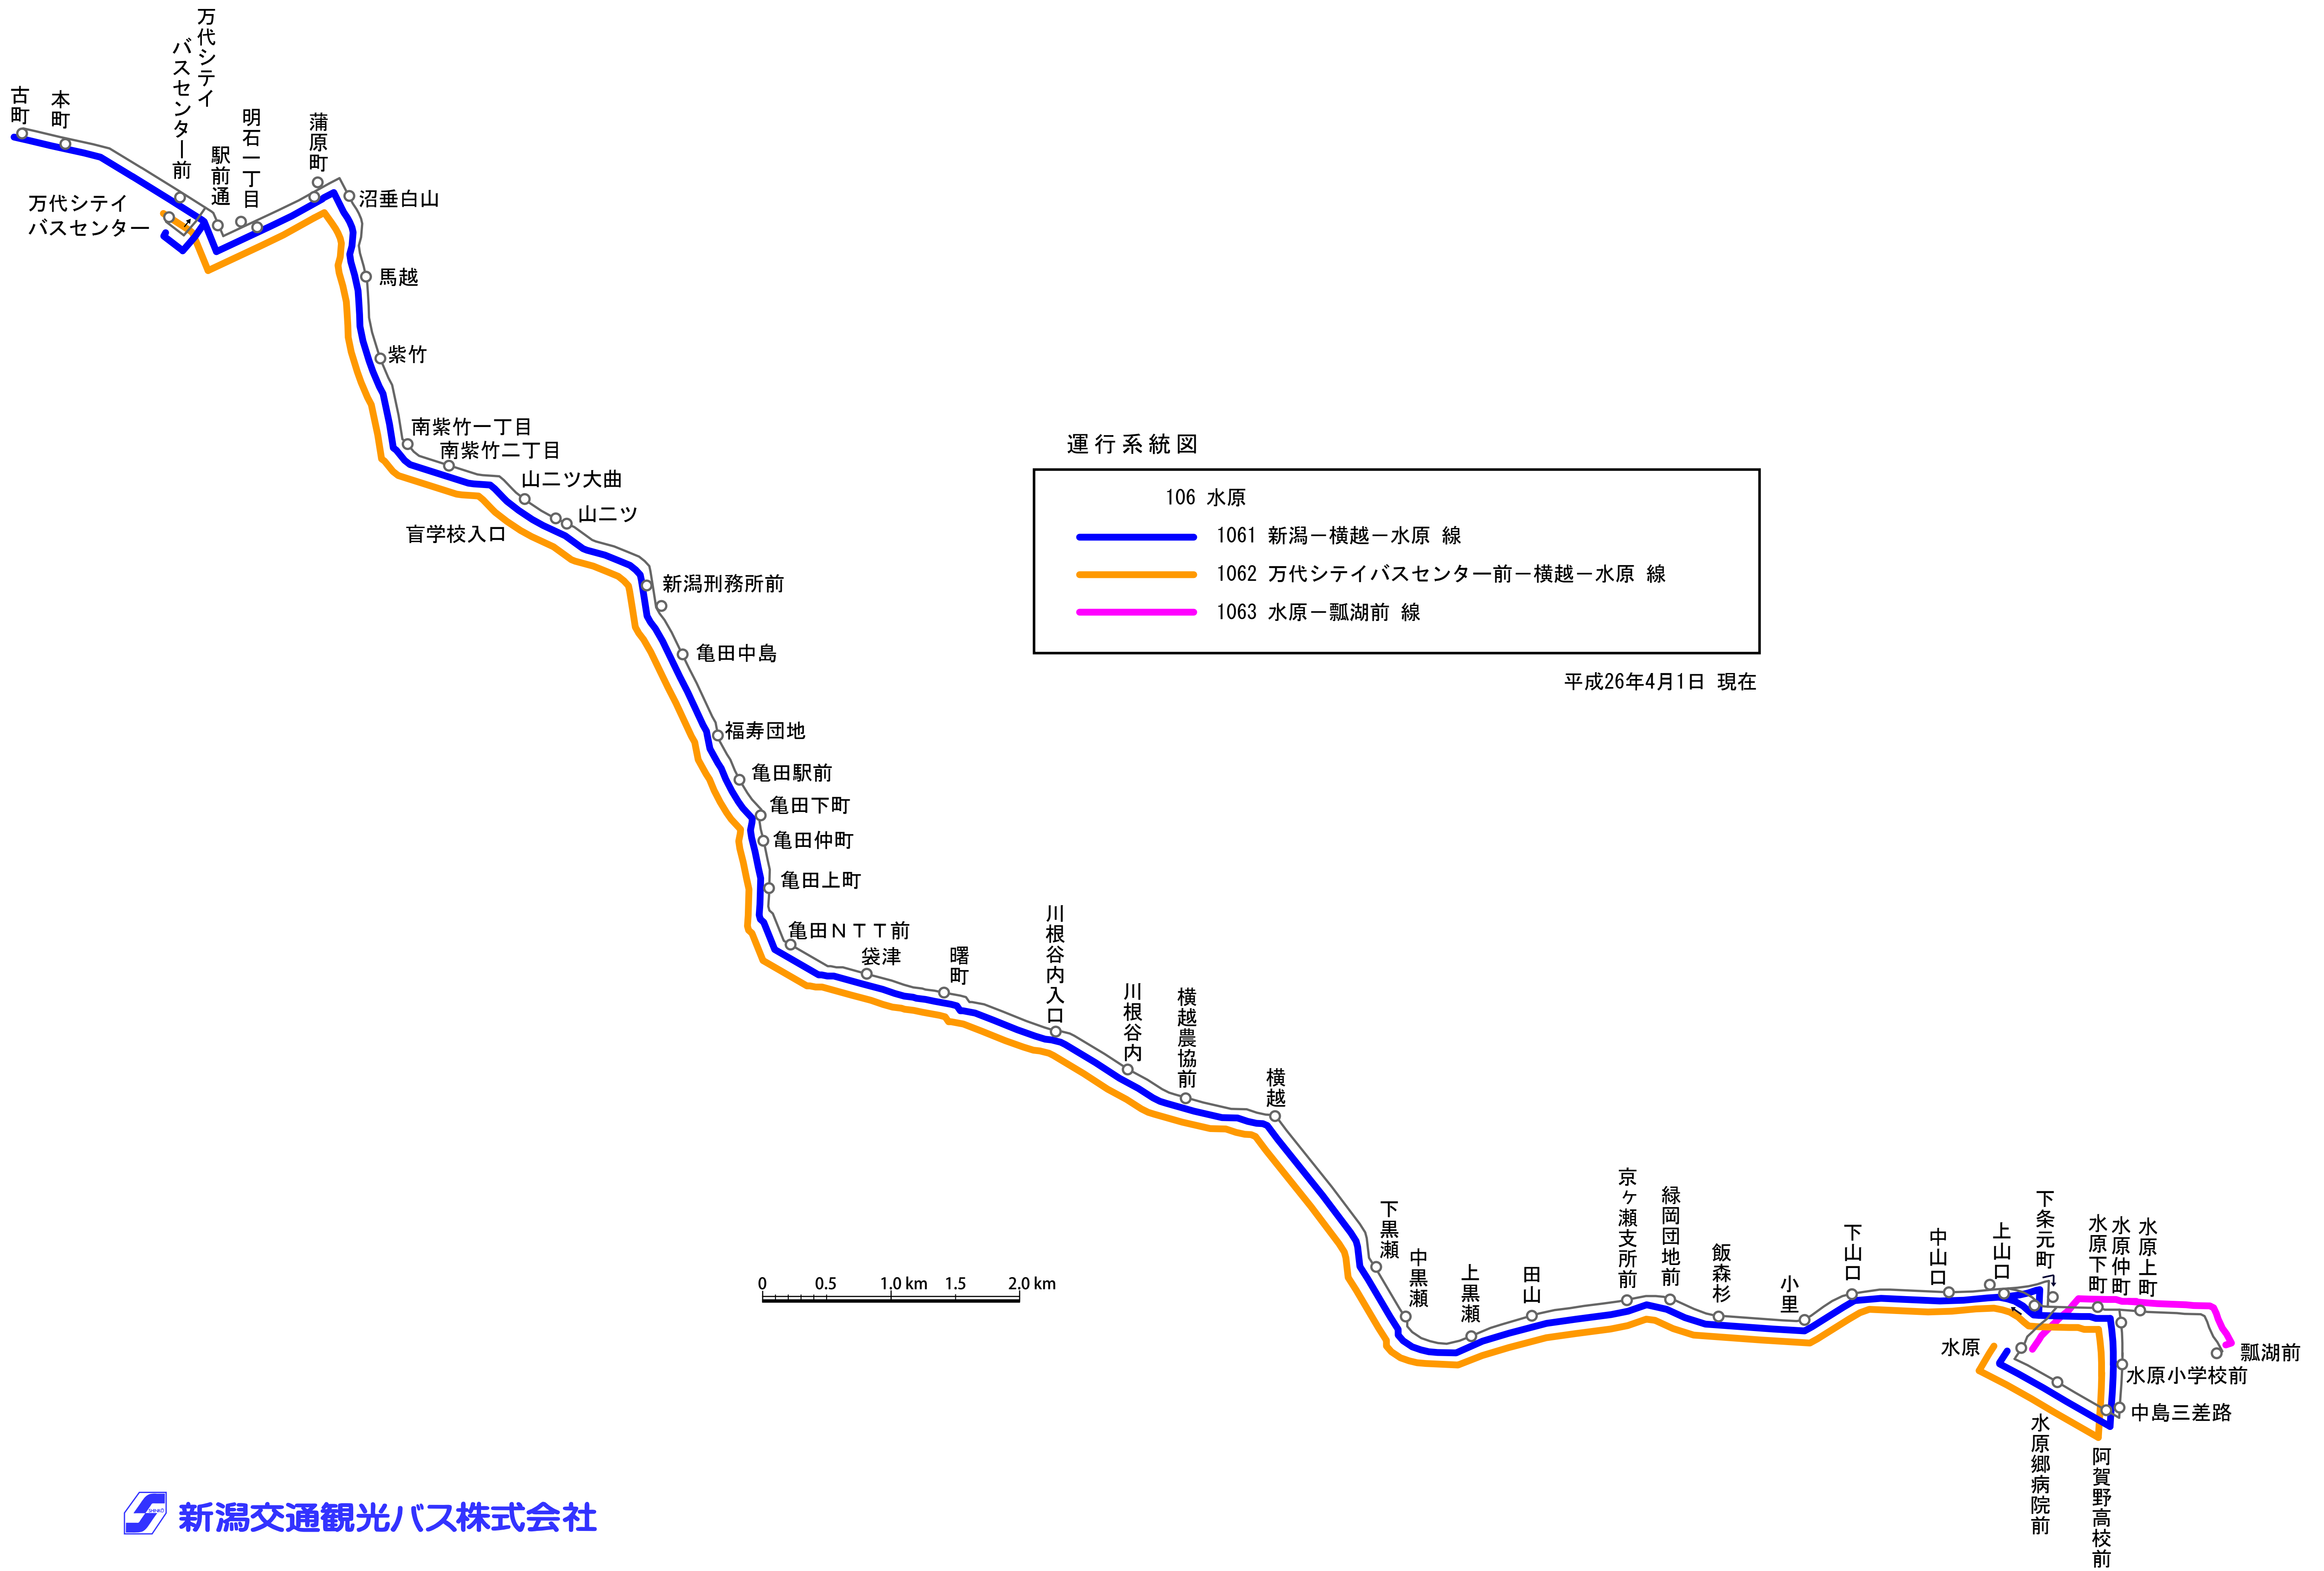 古町
本町
万代シテイ
バスセンター前
駅前通
明石一丁目
蒲原町
沼垂白山
万代シテイ
バスセンター
馬越
紫竹
南紫竹一丁目
南紫竹二丁目
山二ツ大曲
山二ツ
盲学校入口
新潟刑務所前
亀田中島
福寿団地
亀田駅前
亀田下町
亀田仲町
亀田上町
亀田ＮＴＴ前
袋津
曙町
川根谷内入口
川根谷内
横越農協前
横越
下黒瀬
中黒瀬
上黒瀬
田山
京ヶ瀬支所前
緑岡団地前
飯森杉
小里
下山口
中山口
上山口
下条元町
水原下町
水原仲町
水原上町
水原
瓢湖前
水原小学校前
中島三差路
水原郷病院前
阿賀野高校前
運行系統図
106 水原
1061 新潟－横越－水原 線
1062 万代シテイバスセンター前－横越－水原 線
1063 水原－瓢湖前 線
平成26年4月1日 現在
0 0.5 1.0 km 1.5 2.0 km
新潟交通観光バス株式会社